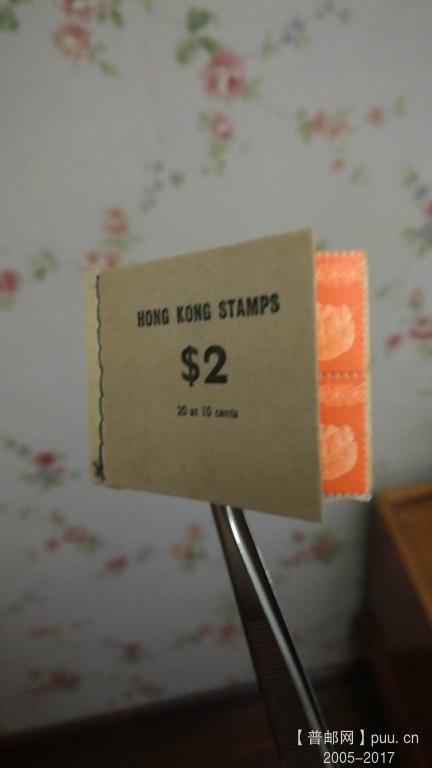 HONG KONG STAMPS
$2
20 at 10 cents
【普邮网】puu.cn
2005-2017